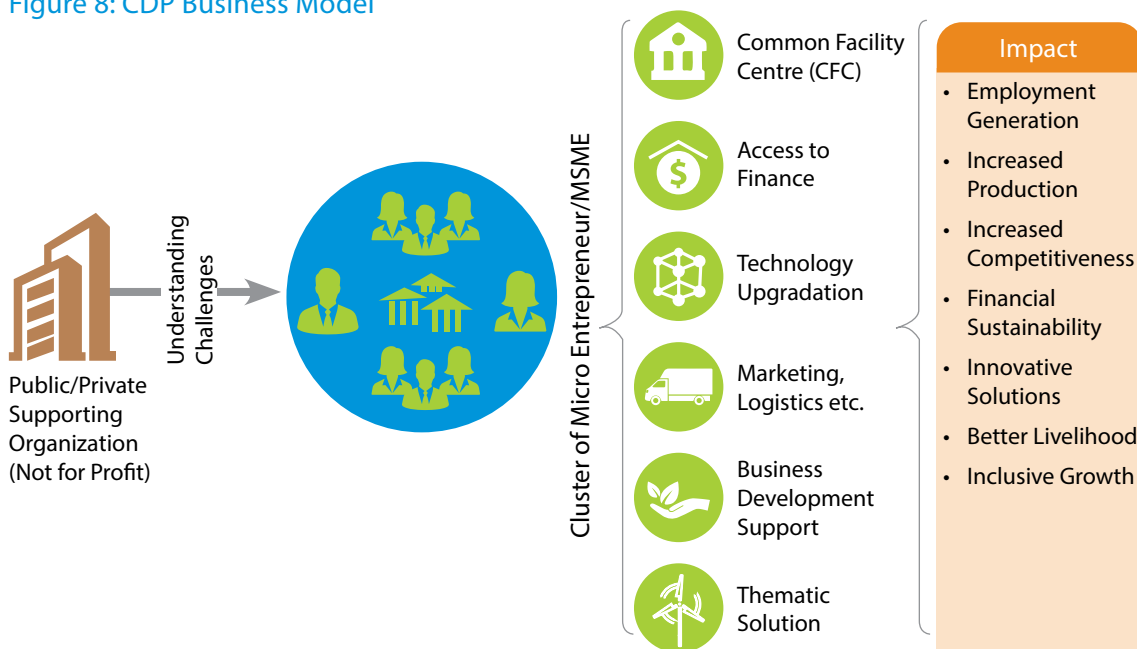 Figure 8: CDP Business Model
Public/Private
Supporting
Organization
(Not for Profit)
Understanding
Challenges
Cluster of Micro Entrepreneur/MSME
Common Facility
Centre (CFC)
Access to
Finance
$
Technology
Upgradation
Marketing,
Logistics etc.
Business
Development
Support
Thematic
Solution
Impact
• Employment
Generation
• Increased
Production
• Increased
Competitiveness
• Financial
Sustainability
• Innovative
Solutions
• Better Livelihood
• Inclusive Growth